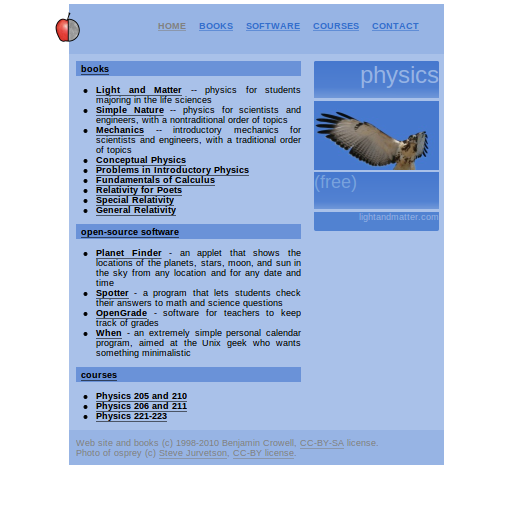 HOME BOOKS SOFTWARE COURSES CONTACT
books
Light and Matter -- physics for students
majoring in the life sciences
Simple Nature -- physics for scientists and
engineers, with a nontraditional order of topics
Mechanics -- introductory mechanics for
scientists and engineers, with a traditional order
of topics
Conceptual Physics
Problems in Introductory Physics
Fundamentals of Calculus
Relativity for Poets
Special Relativity
General Relativity
open-source software
Planet Finder - an applet that shows the
locations of the planets, stars, moon, and sun in
the sky from any location and for any date and
time
Spotter - a program that lets students check
their answers to math and science questions
OpenGrade - software for teachers to keep
track of grades
When - an extremely simple personal calendar
program, aimed at the Unix geek who wants
something minimalistic
courses
Physics 205 and 210
Physics 206 and 211
Physics 221-223
physics
(free)
lightandmatter.com
Web site and books (c) 1998-2010 Benjamin Crowell, CC-BY-SA license.
Photo of osprey (c) Steve Jurvetson, CC-BY license.